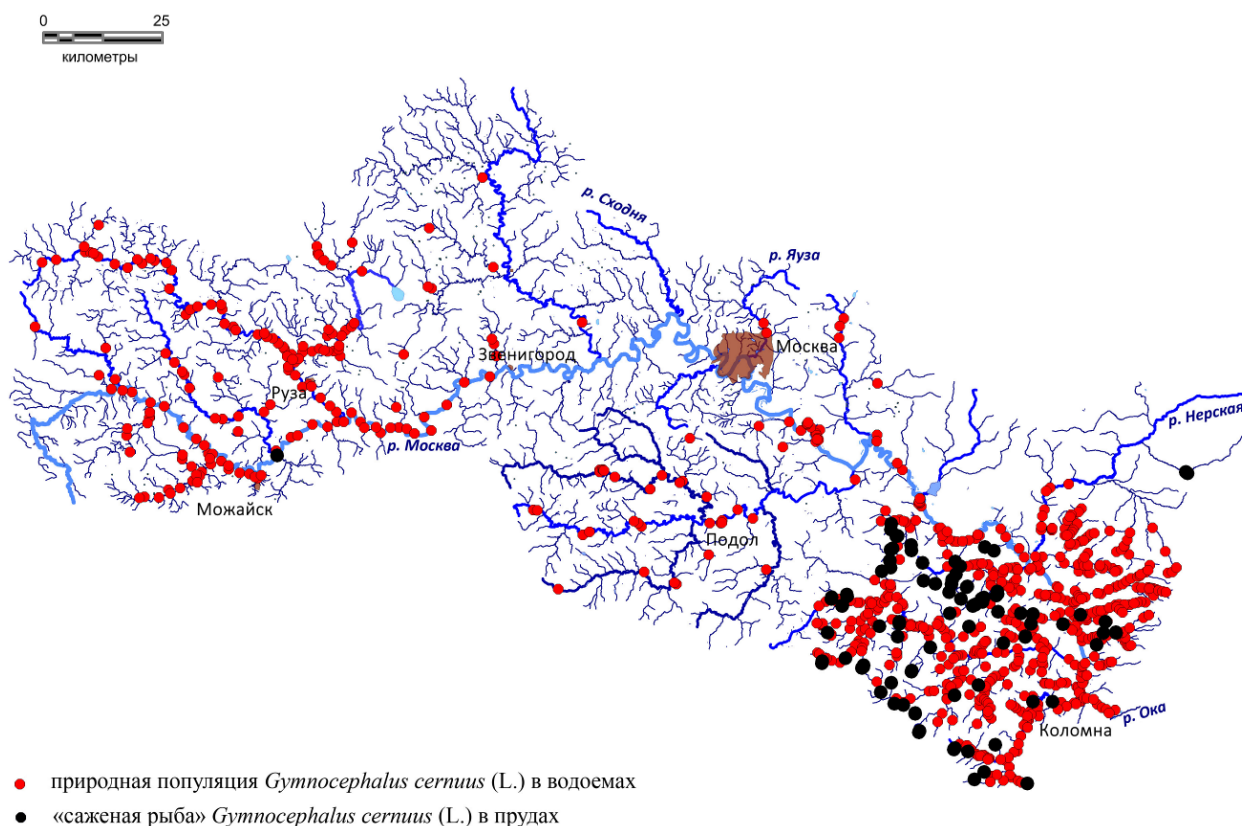 0 25
километры
р. Сходня
р. Яуза
Москва
Звенигород
Руза
р. Нерская
р. Москва
Можайск
Подол
Коломна
р. Ока
природная популяция Gymnocephalus cernuus (L.) в водоемах
«саженая рыба» Gymnocephalus cernuus (L.) в прудах